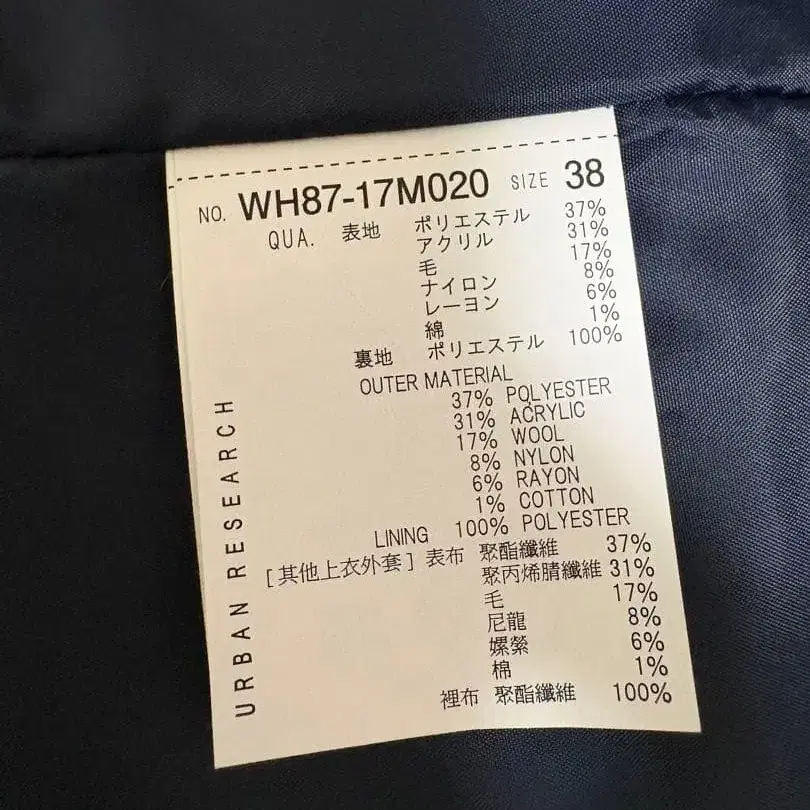 NO. WH87-17M020 SIZE 38
QUA. 表地 ポリエステル 37%
アクリル 31%
毛 17%
ナイロン 8%
レーヨン 6%
綿 1%
裏地 ポリエステル 100%
OUTER MATERIAL
37% POLYESTER
31% ACRYLIC
17% WOOL
8% NYLON
6% RAYON
1% COTTON
LINING 100% POLYESTER
[其他上衣外套] 表布 聚酯纖維 37%
聚丙烯腈纖維 31%
毛 17%
尼龍 8%
嫘縈 6%
棉 1%
裡布 聚酯纖維 100%
URBAN RESEARCH